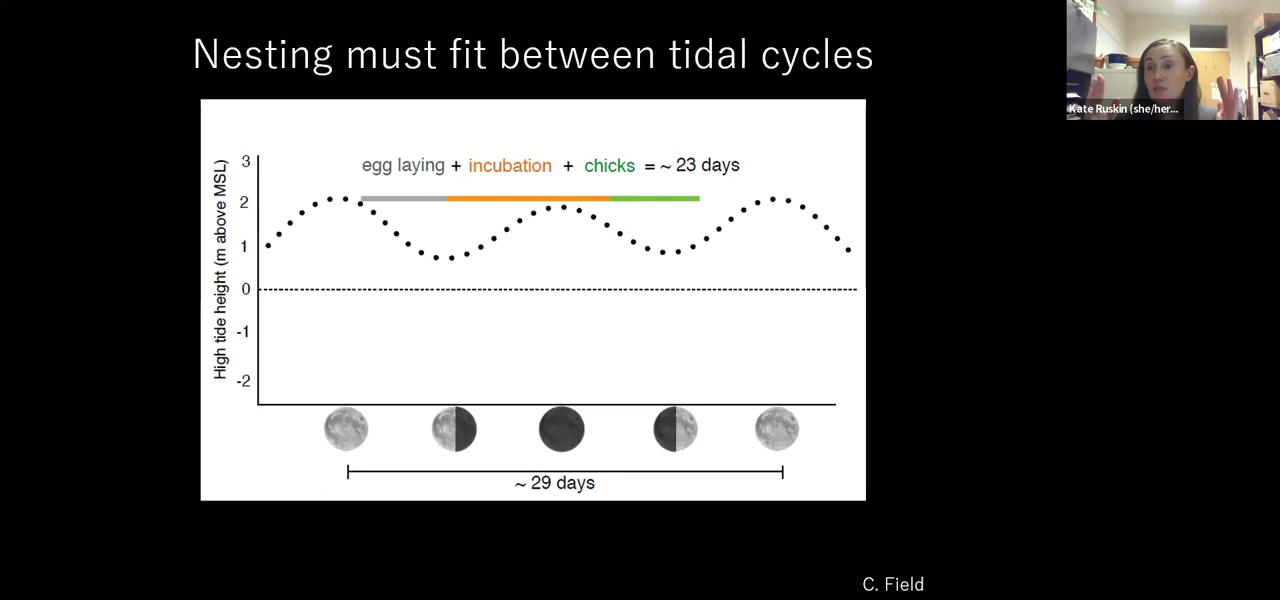 Nesting must fit between tidal cycles
Kate Ruskin (she/her...
egg laying + incubation + chicks = ~ 23 days
High tide height (m above MSL)
3
2
1
0
-1
-2
~ 29 days
C. Field